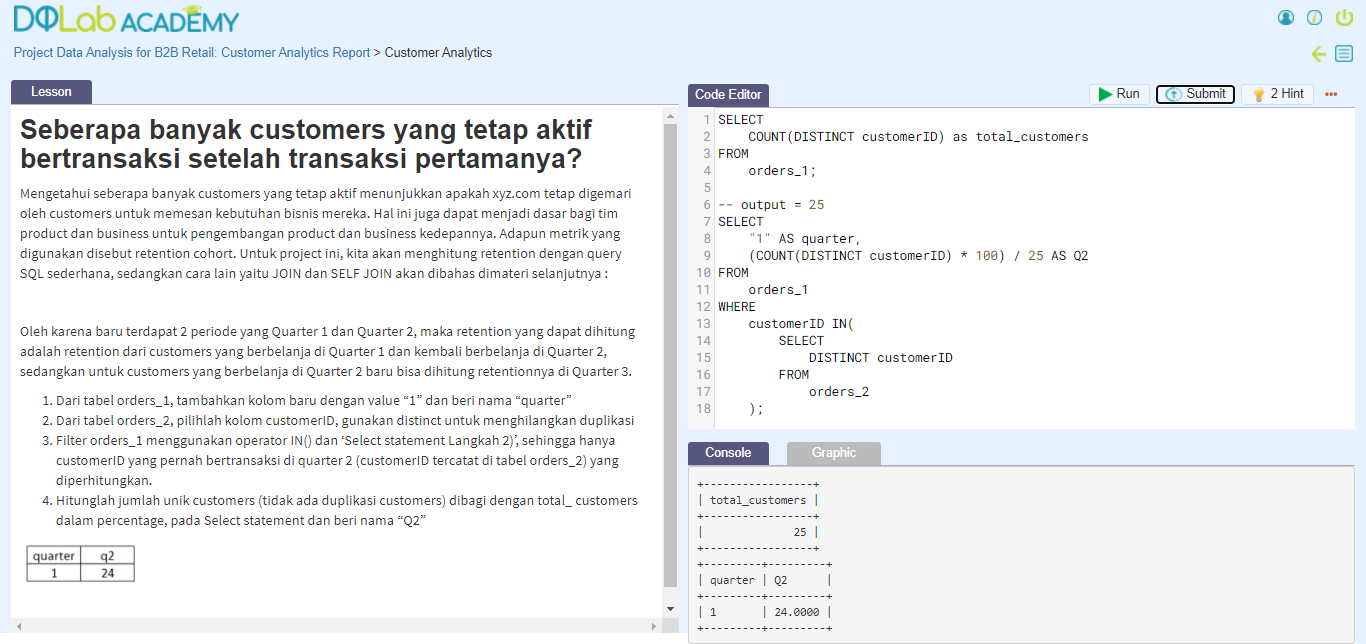 DQLab ACADEMY
Project Data Analysis for B2B Retail: Customer Analytics Report > Customer Analytics
Lesson
Seberapa banyak customers yang tetap aktif
bertransaksi setelah transaksi pertamanya?
Mengetahui seberapa banyak customers yang tetap aktif menunjukkan apakah xyz.com tetap digemari
oleh customers untuk memesan kebutuhan bisnis mereka. Hal ini juga dapat menjadi dasar bagi tim
product dan business untuk pengembangan product dan business kedepannya. Adapun metrik yang
digunakan disebut retention cohort. Untuk project ini, kita akan menghitung retention dengan query
SQL sederhana, sedangkan cara lain yaitu JOIN dan SELF JOIN akan dibahas dimateri selanjutnya :
Oleh karena baru terdapat 2 periode yang Quarter 1 dan Quarter 2, maka retention yang dapat dihitung
adalah retention dari customers yang berbelanja di Quarter 1 dan kembali berbelanja di Quarter 2,
sedangkan untuk customers yang berbelanja di Quarter 2 baru bisa dihitung retentionnya di Quarter 3.
1. Dari tabel orders_1, tambahkan kolom baru dengan value “1” dan beri nama “quarter”
2. Dari tabel orders_2, pilihlah kolom customerID, gunakan distinct untuk menghilangkan duplikasi
3. Filter orders_1 menggunakan operator IN() dan ‘Select statement Langkah 2)’, sehingga hanya
customerID yang pernah bertransaksi di quarter 2 (customerID tercatat di tabel orders_2) yang
diperhitungkan.
4. Hitunglah jumlah unik customers (tidak ada duplikasi customers) dibagi dengan total_ customers
dalam percentage, pada Select statement dan beri nama “Q2”
quarter q2
1 24
Code Editor
Run Submit 2 Hint
1 SELECT
2 COUNT(DISTINCT customerID) as total_customers
3 FROM
4 orders_1;
5
6 -- output = 25
7 SELECT
8 "1" AS quarter,
9 (COUNT(DISTINCT customerID) * 100) / 25 AS Q2
10 FROM
11 orders_1
12 WHERE
13 customerID IN(
14 SELECT
15 DISTINCT customerID
16 FROM
17 orders_2
18 );
Console Graphic
+-----------------+
| total_customers |
+-----------------+
| 25 |
+-----------------+
+---------+---------+
| quarter | Q2 |
+---------+---------+
| 1 | 24.0000 |
+---------+---------+